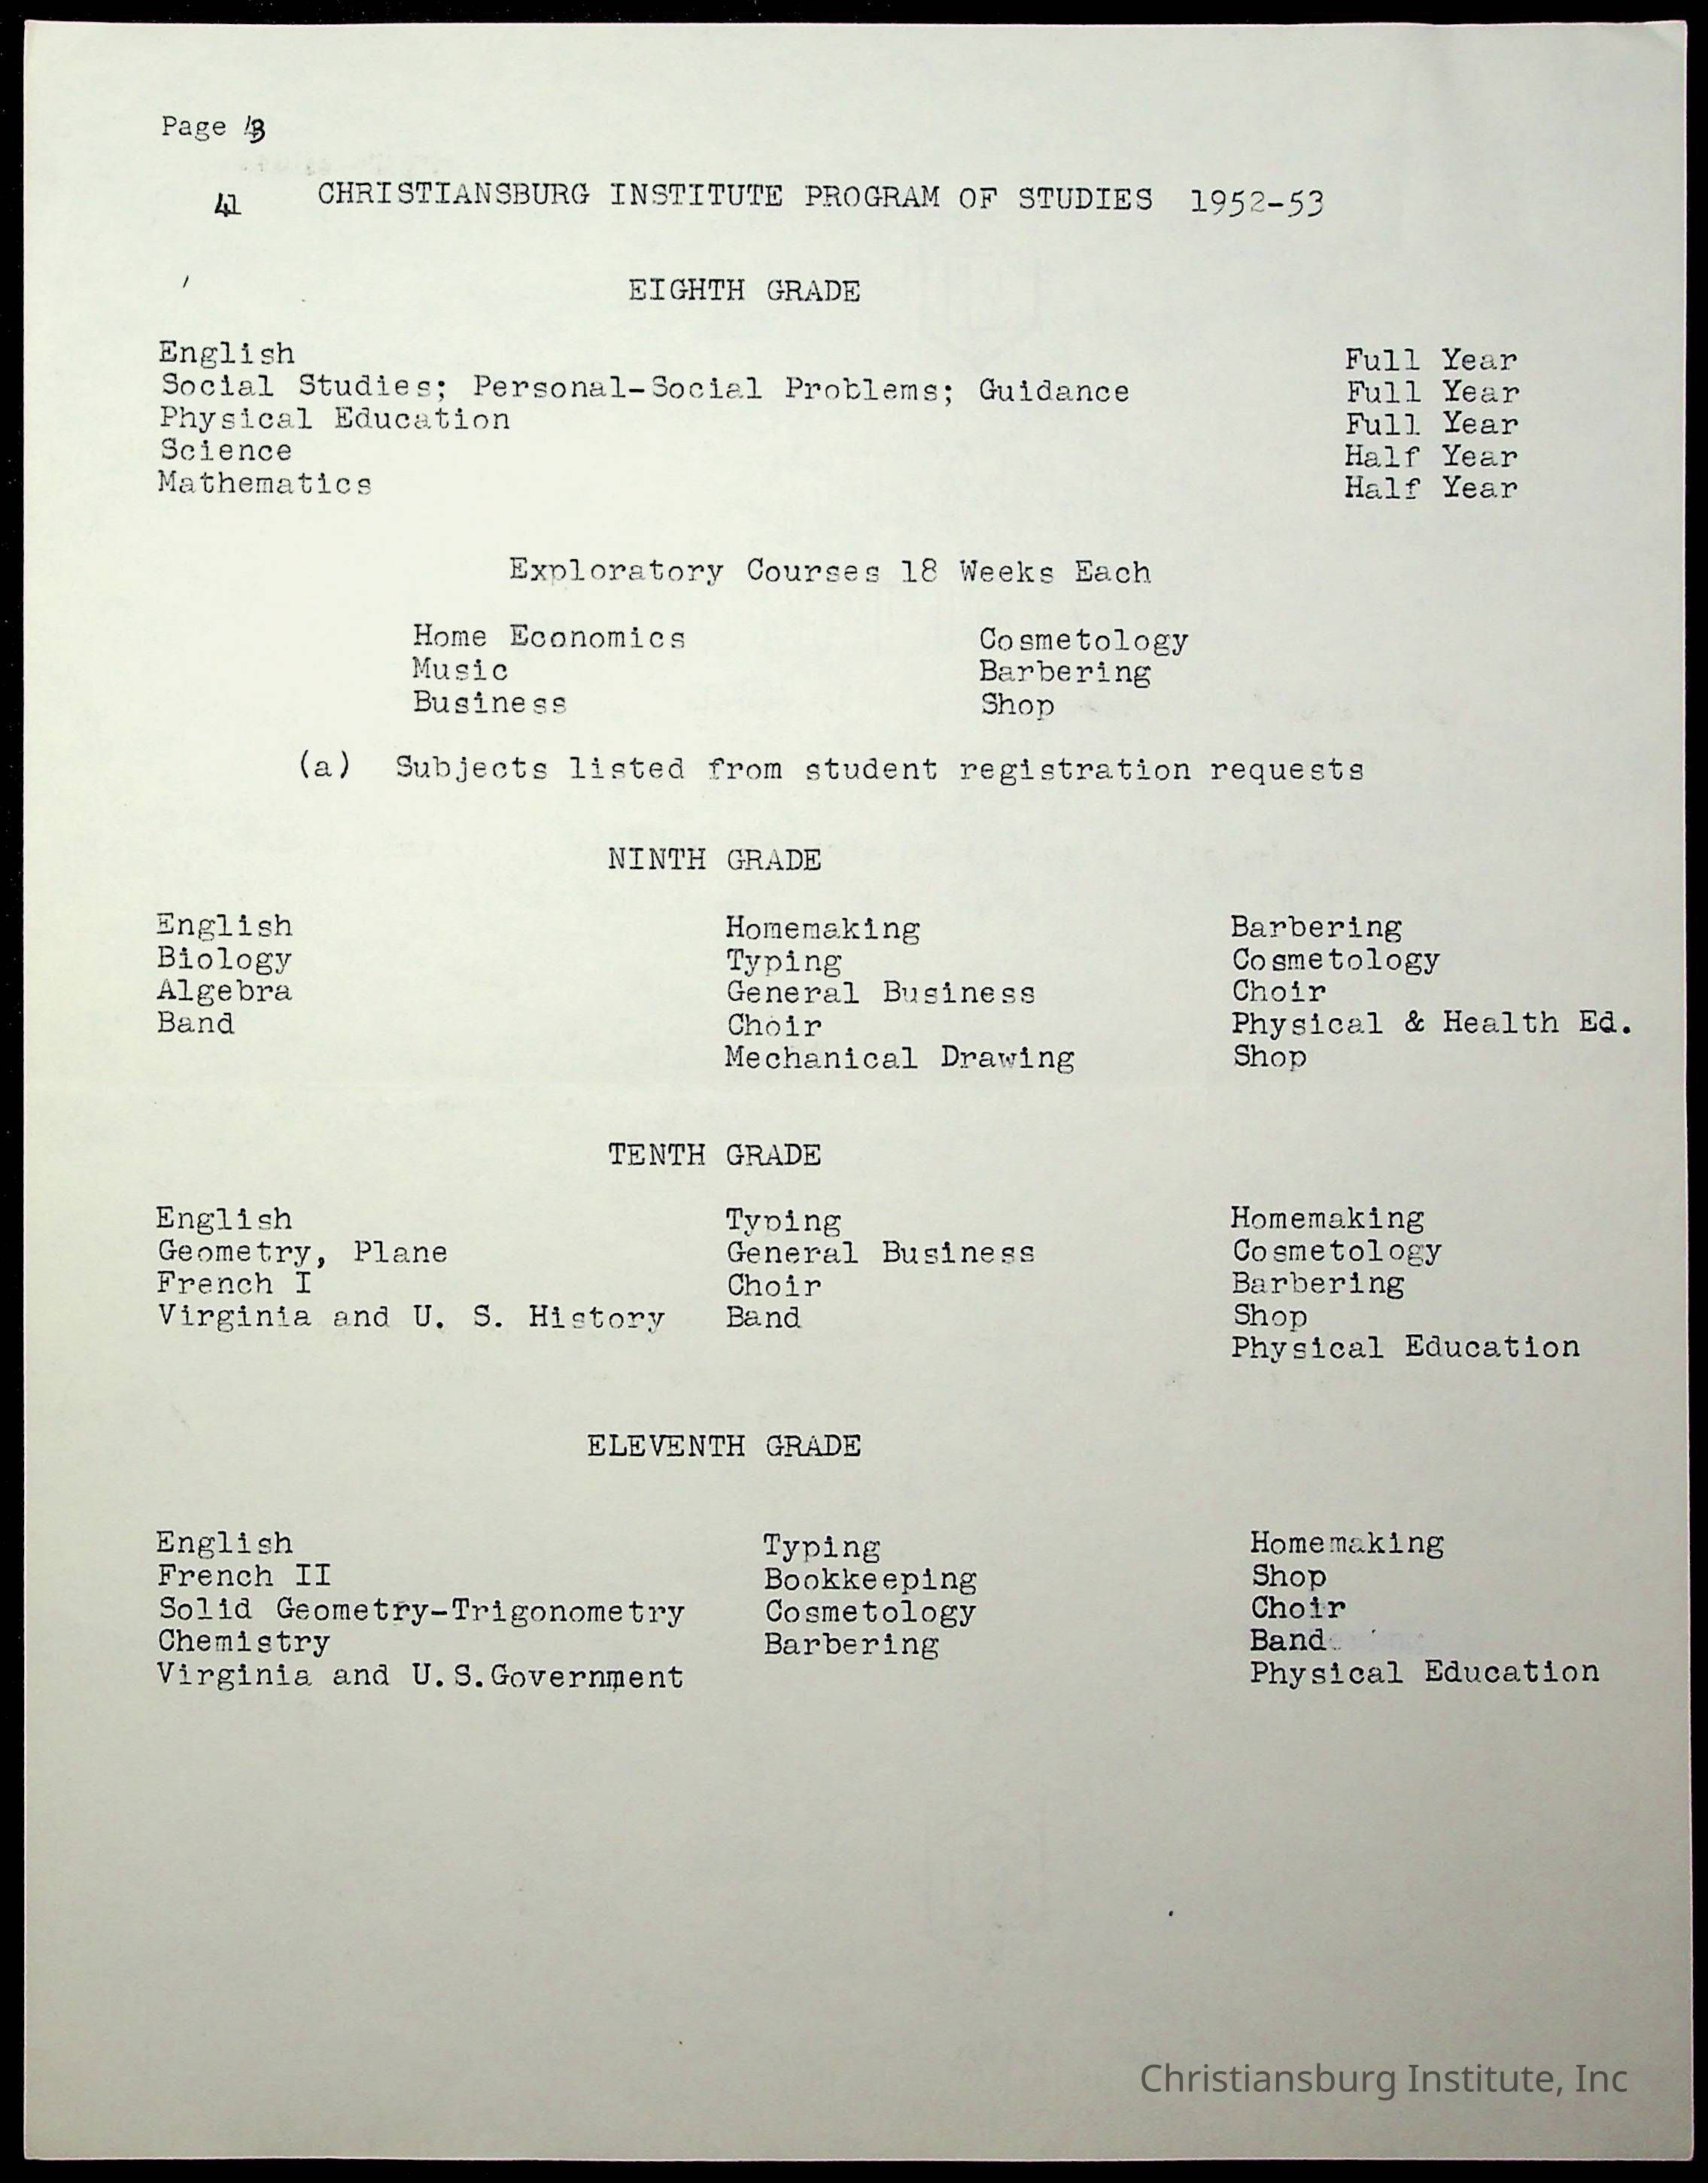 Page
CHRISTIANSBURG INSTITUTE PROGRAM OF STUDIES 1952-53
EIGHTH GRADE
English Full Year
Social Studies; Personal-Social Problems; Guidance Full Year
Physical Education Full Year
Science Half Year
Mathematics Half Year
Exploratory Courses 18 Weeks Each
Home Economics Cosmetology
Music Barbering
Business Shop
(a) Subjects listed from student registration requests
NINTH GRADE
English Homemaking Barbering
Biology Typing Cosmetology
Algebra General Business Choir
Band Choir Physical & Health Ed.
Mechanical Drawing Shop
TENTH GRADE
English Typing Homemaking
Geometry, Plane General Business Cosmetology
French I Choir Barbering
Virginia and U. S. History Band Shop
Physical Education
ELEVENTH GRADE
English Typing Homemaking
French II Bookkeeping Shop
Solid Geometry-Trigonometry Cosmetology Choir
Chemistry Barbering Band
Virginia and U.S.Government Physical Education
Christiansburg Institute, Inc